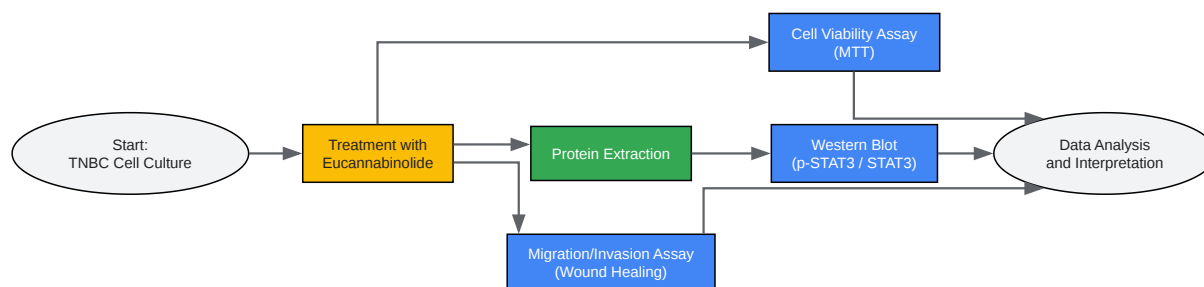 Cell Viability Assay
(MTT)
Start:
TNBC Cell Culture
Treatment with
Eucannabinolide
Protein Extraction
Western Blot
(p-STAT3 / STAT3)
Data Analysis
and Interpretation
Migration/Invasion Assay
(Wound Healing)